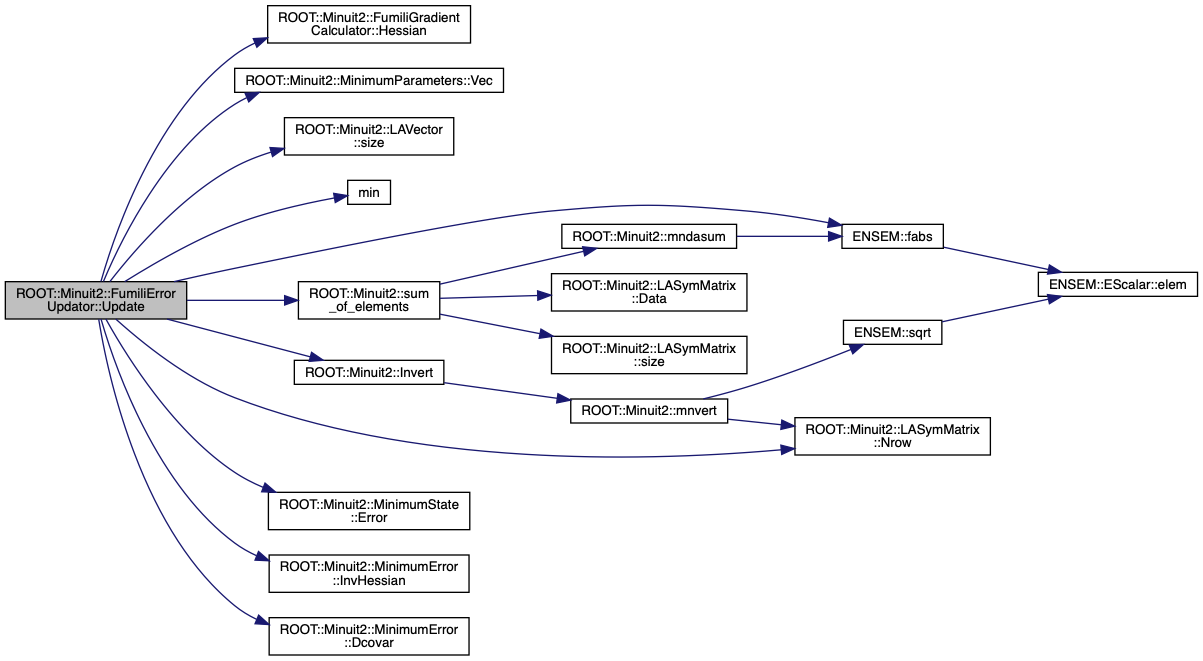 ROOT::Minuit2::FumiliGradient
Calculator::Hessian
ROOT::Minuit2::MinimumParameters::Vec
ROOT::Minuit2::LAVector
::size
min
ROOT::Minuit2::mndasum
ENSEM::fabs
ROOT::Minuit2::FumiliError
Updator::Update
ROOT::Minuit2::sum
_of_elements
ROOT::Minuit2::LASymMatrix
::Data
ENSEM::EScalar::elem
ROOT::Minuit2::LASymMatrix
::size
ENSEM::sqrt
ROOT::Minuit2::Invert
ROOT::Minuit2::mnvert
ROOT::Minuit2::LASymMatrix
::Nrow
ROOT::Minuit2::MinimumState
::Error
ROOT::Minuit2::MinimumError
::InvHessian
ROOT::Minuit2::MinimumError
::Dcovar